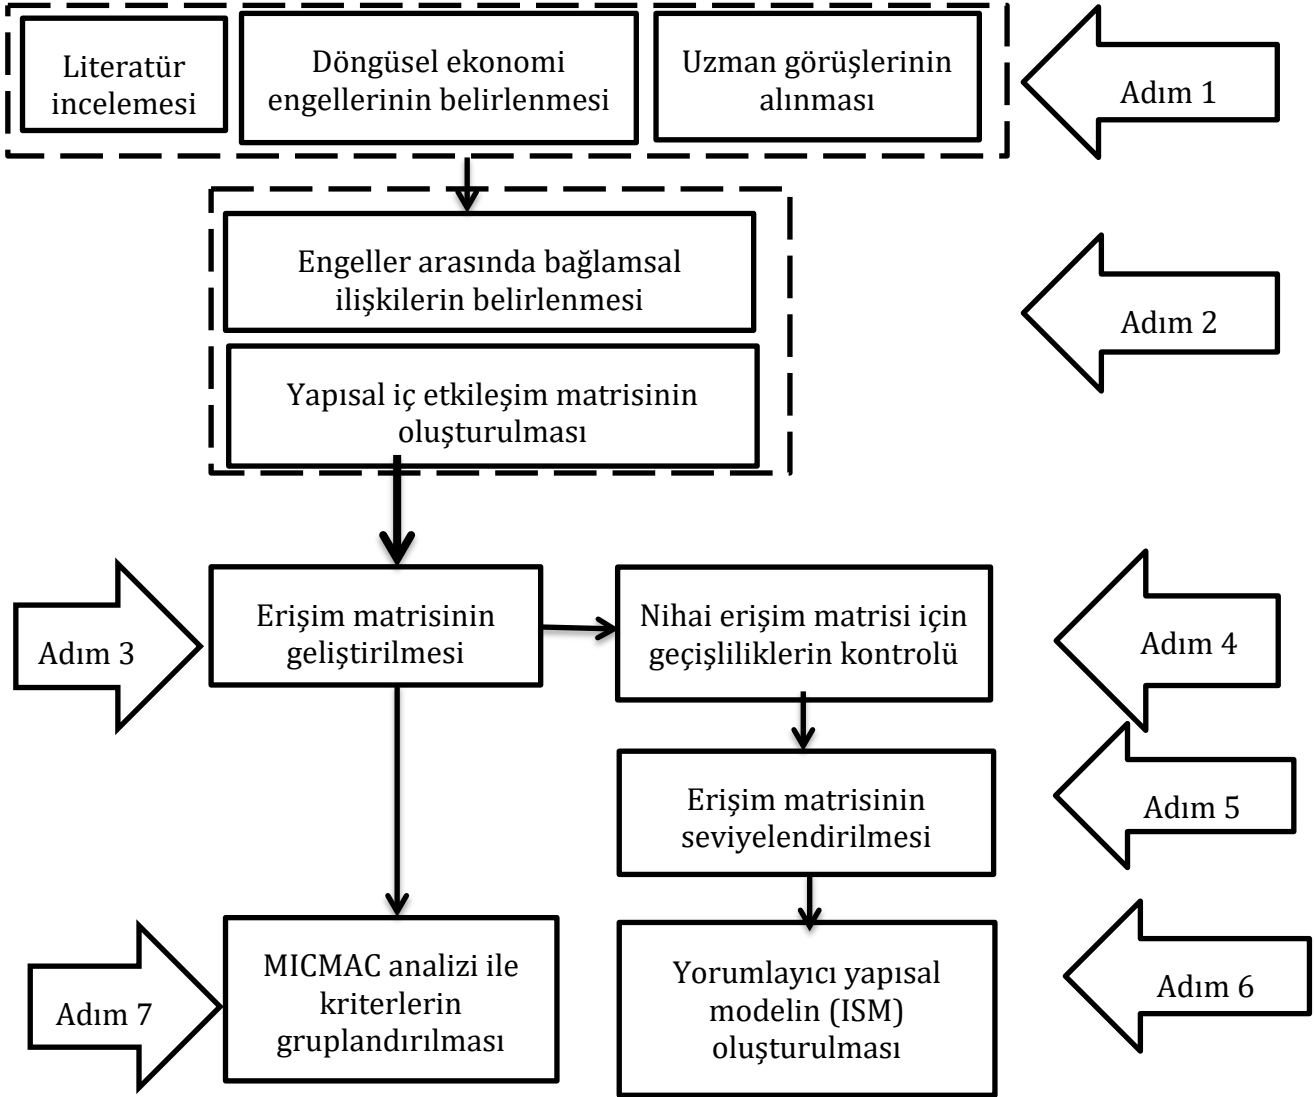 Literatür
incelemesi
Döngüsel ekonomi
engellerinin belirlenmesi
Uzman görüşlerinin
alınması
Adım 1
Engeller arasında bağlamsal
ilişkilerin belirlenmesi
Adım 2
Yapısal iç etkileşim matrisinin
oluşturulması
Adım 3
Erişim matrisinin
geliştirilmesi
Nihai erişim matrisi için
geçişliliklerin kontrolü
Adım 4
Erişim matrisinin
seviyelendirilmesi
Adım 5
Adım 7
MICMAC analizi ile
kriterlerin
gruplandırılması
Yorumlayıcı yapısal
modelin (ISM)
oluşturulması
Adım 6